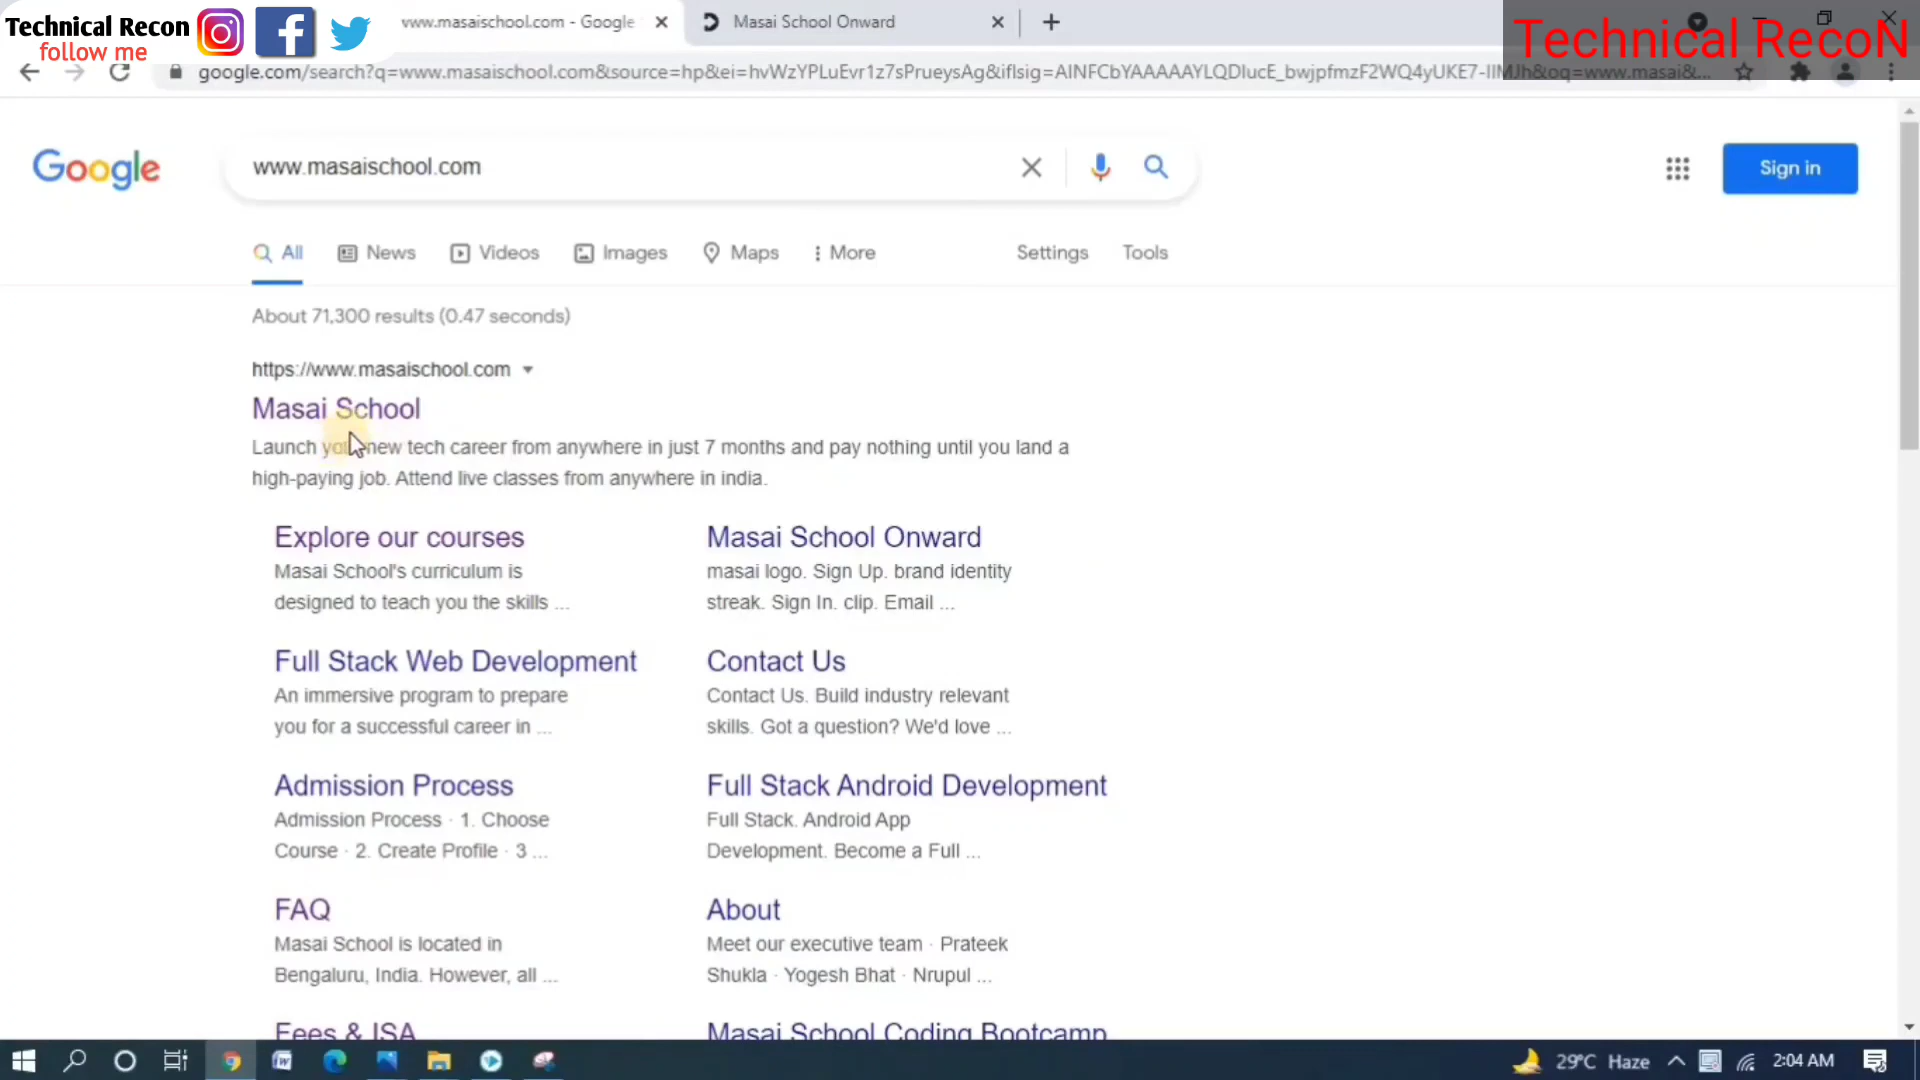 Technical Recon
follow me
www.masaischool.com - Google
Masai School Onward
Technical RecoN
google.com/search?q=www.masaischool.com&source=hp&ei=hvWzYPLuEvr1z7sPrueysAg&iflsig=AINFCbYAAAAAYLQDIucE_bwjpfmzF2WQ4yUKE7-IIMJh&oq=www.masai&...
Google
www.masaischool.com
Sign in
All News Videos Images Maps More Settings Tools
About 71,300 results (0.47 seconds)
https://www.masaischool.com
Masai School
Launch your new tech career from anywhere in just 7 months and pay nothing until you land a
high-paying job. Attend live classes from anywhere in india.
Explore our courses
Masai School's curriculum is
designed to teach you the skills ...
Masai School Onward
masai logo. Sign Up. brand identity
streak. Sign In. clip. Email ...
Full Stack Web Development
An immersive program to prepare
you for a successful career in ...
Contact Us
Contact Us. Build industry relevant
skills. Got a question? We'd love ...
Admission Process
Admission Process · 1. Choose
Course · 2. Create Profile · 3 ...
Full Stack Android Development
Full Stack. Android App
Development. Become a Full ...
FAQ
Masai School is located in
Bengaluru, India. However, all ...
About
Meet our executive team · Prateek
Shukla · Yogesh Bhat · Nrupul ...
Fees & ISA
Masai School Coding Bootcamp
29°C Haze
2:04 AM